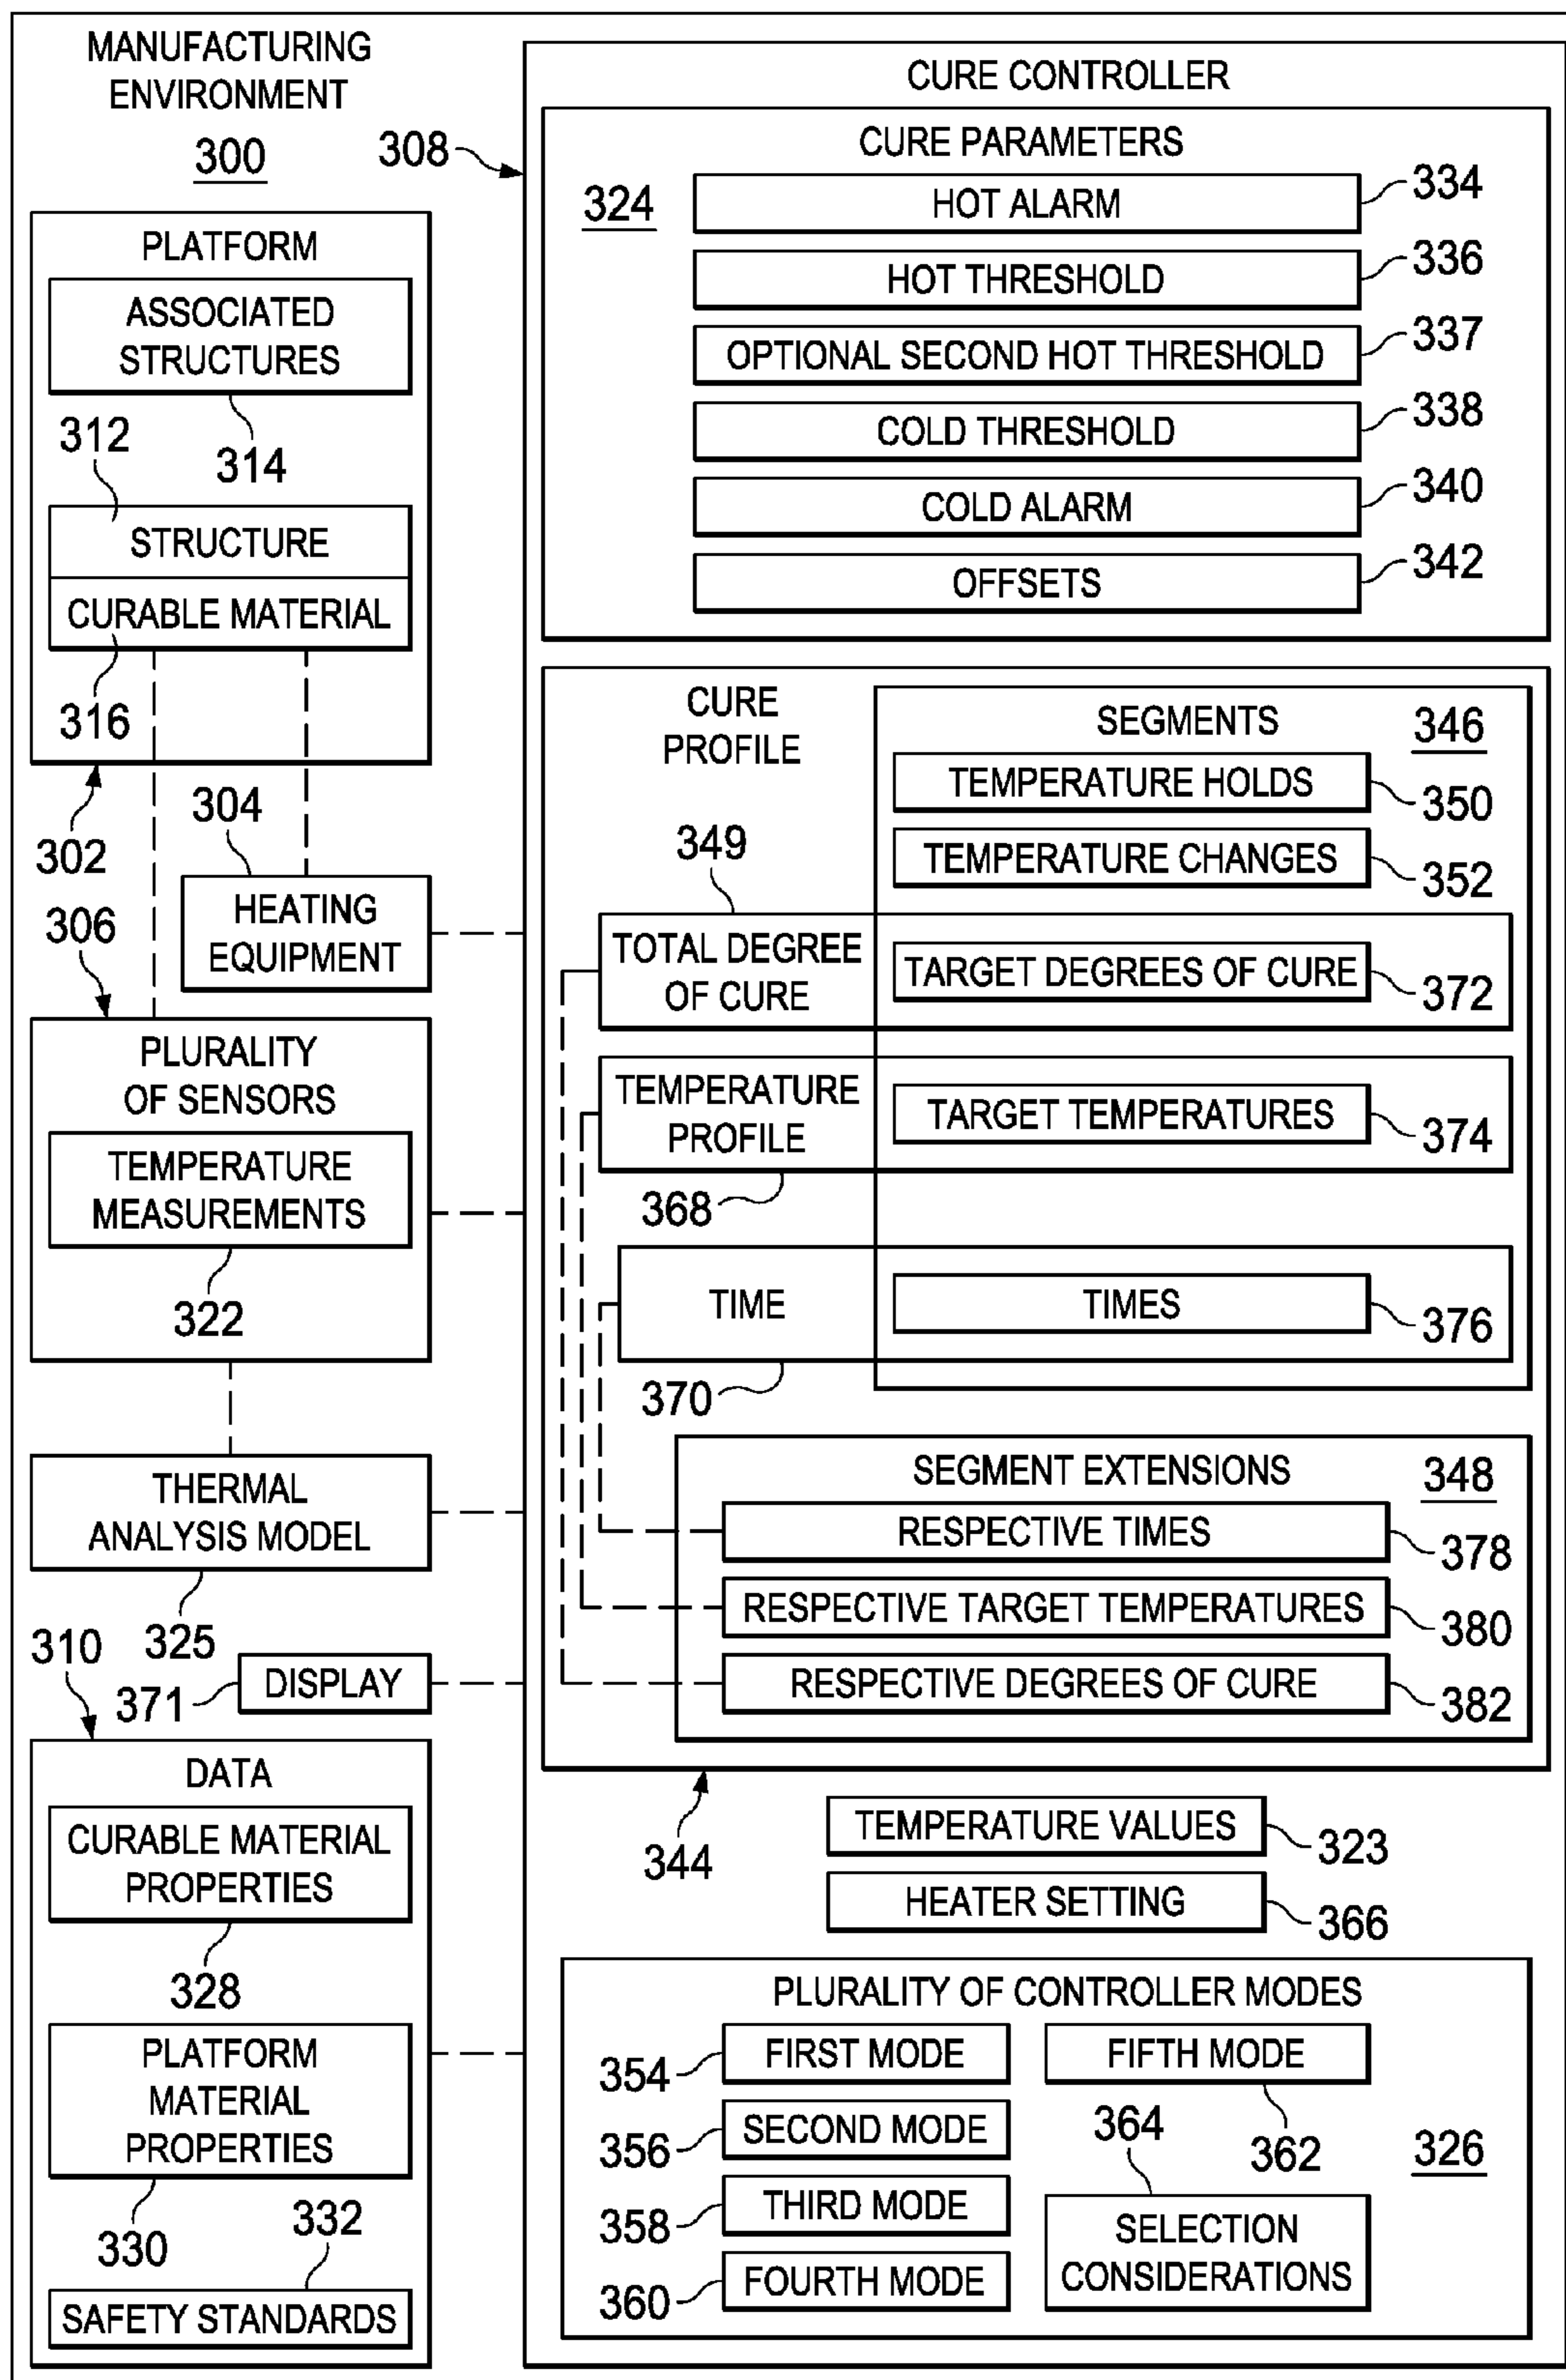 MANUFACTURING
ENVIRONMENT
300
PLATFORM
ASSOCIATED
STRUCTURES
314
312
STRUCTURE
CURABLE MATERIAL
316
302
304
HEATING
EQUIPMENT
306
PLURALITY
OF SENSORS
TEMPERATURE
MEASUREMENTS
322
THERMAL
ANALYSIS MODEL
325
310
371
DISPLAY
DATA
CURABLE MATERIAL
PROPERTIES
328
PLATFORM
MATERIAL
PROPERTIES
330
332
SAFETY STANDARDS
308
CURE CONTROLLER
CURE PARAMETERS
324
HOT ALARM
334
HOT THRESHOLD
336
OPTIONAL SECOND HOT THRESHOLD
337
COLD THRESHOLD
338
COLD ALARM
340
OFFSETS
342
CURE
PROFILE
SEGMENTS
346
TEMPERATURE HOLDS
350
TEMPERATURE CHANGES
352
349
TOTAL DEGREE
OF CURE
TARGET DEGREES OF CURE
372
TEMPERATURE
PROFILE
TARGET TEMPERATURES
374
368
TIME
TIMES
376
370
SEGMENT EXTENSIONS
348
RESPECTIVE TIMES
378
RESPECTIVE TARGET TEMPERATURES
380
RESPECTIVE DEGREES OF CURE
382
344
TEMPERATURE VALUES
323
HEATER SETTING
366
PLURALITY OF CONTROLLER MODES
354
FIRST MODE
356
SECOND MODE
358
THIRD MODE
360
FOURTH MODE
FIFTH MODE
362
364
SELECTION
CONSIDERATIONS
326